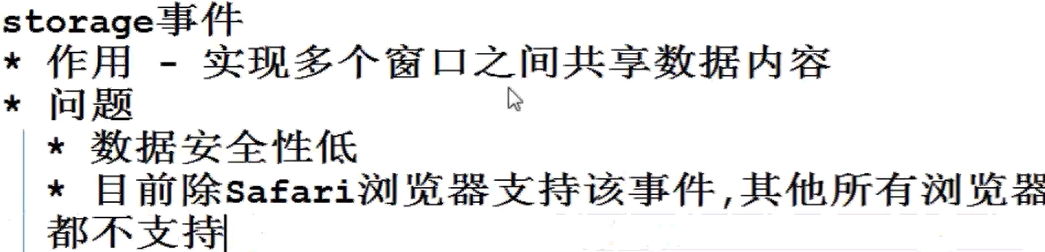 storage事件
* 作用 - 实现多个窗口之间共享数据内容
* 问题
* 数据安全性低
* 目前除Safari浏览器支持该事件,其他所有浏览器
都不支持